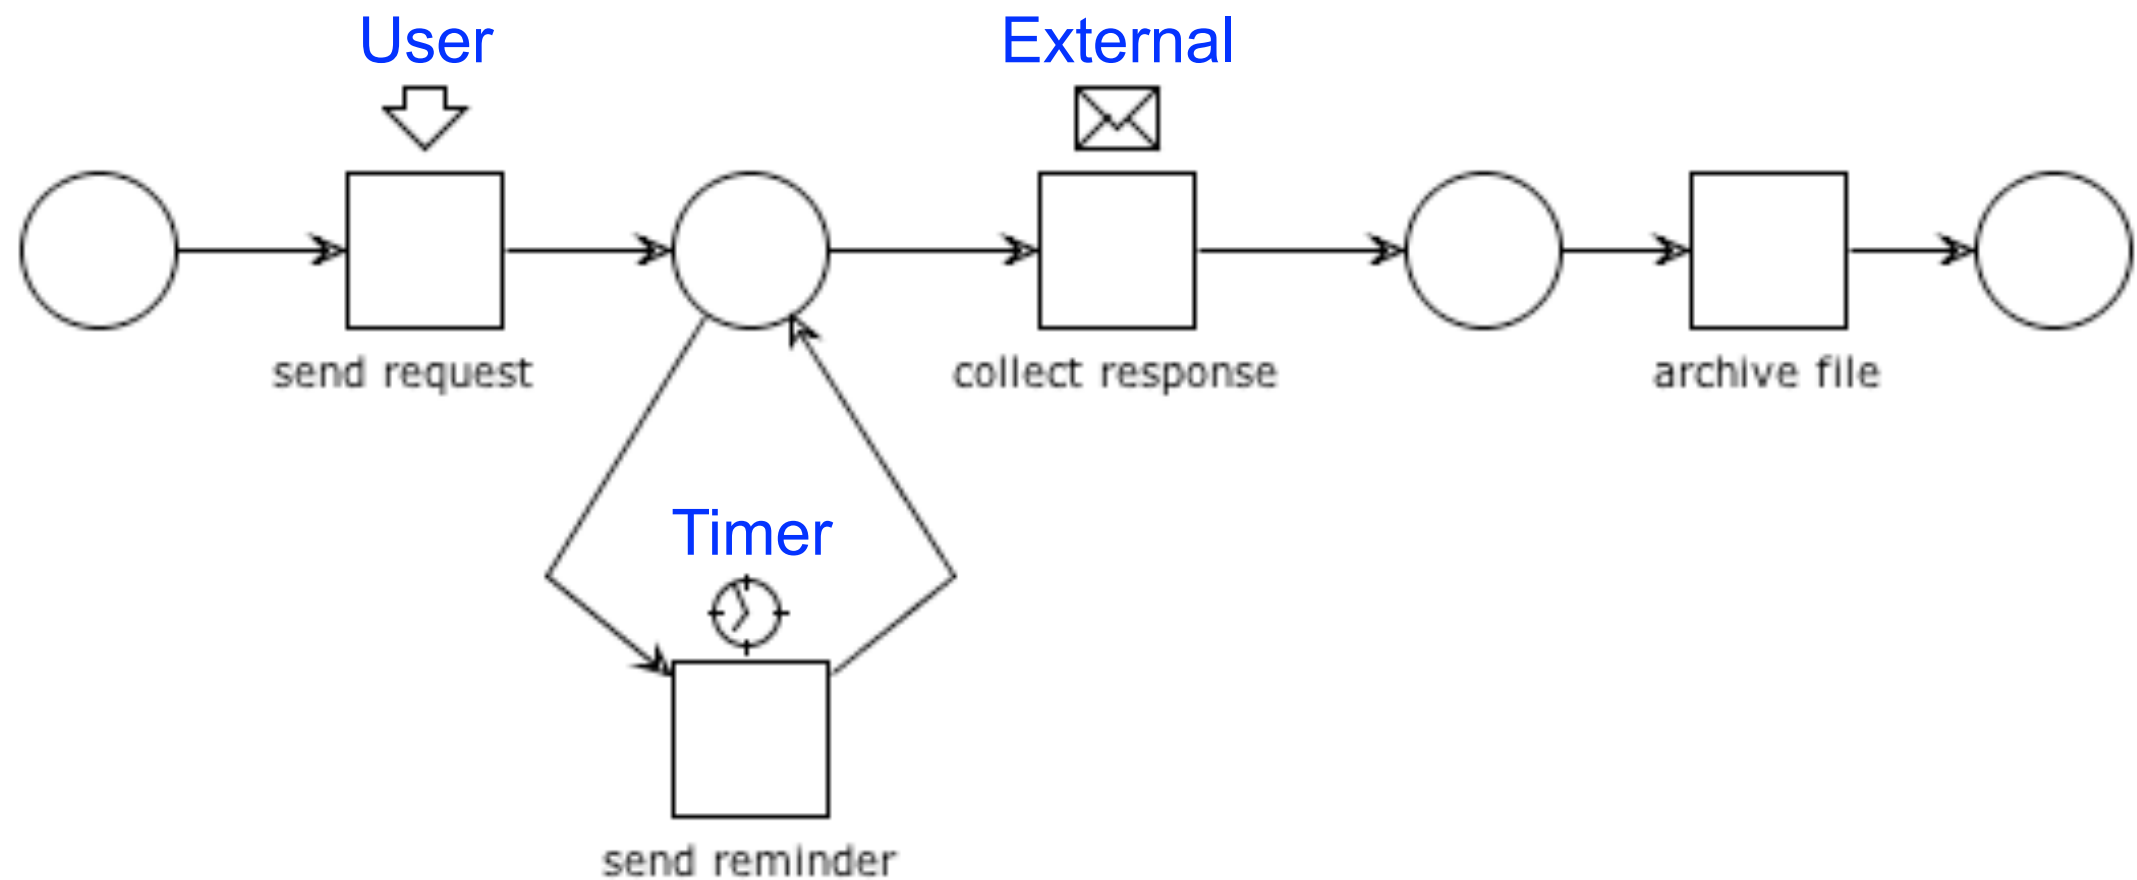 User
External
send request
collect response
archive file
Timer
send reminder